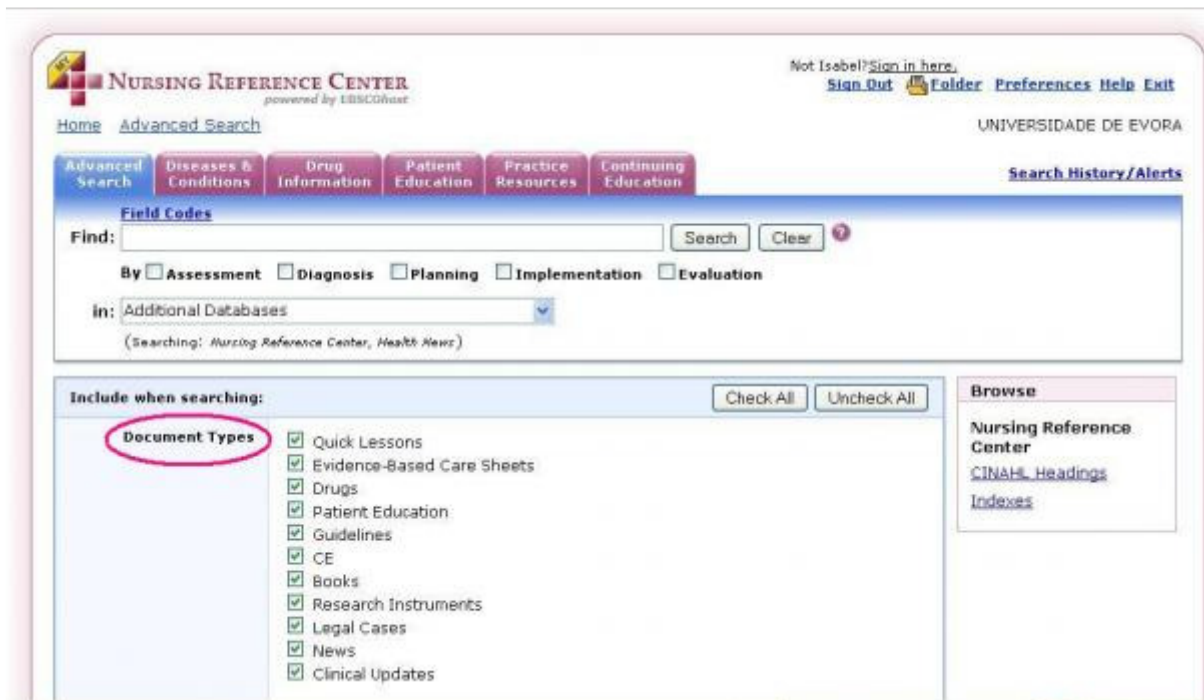 MY
NURSING REFERENCE CENTER
powered by EBSCOhost
Not Isabel?Sign in here.
Sign Out Folder Preferences Help Exit
Home Advanced Search
UNIVERSIDADE DE EVORA
Advanced Search
Diseases & Conditions
Drug Information
Patient Education
Practice Resources
Continuing Education
Search History/Alerts
Field Codes
Find: Search Clear ?
By Assessment Diagnosis Planning Implementation Evaluation
in: Additional Databases
(Searching: Nursing Reference Center, Health News)
Include when searching: Check All Uncheck All
Document Types
Quick Lessons
Evidence-Based Care Sheets
Drugs
Patient Education
Guidelines
CE
Books
Research Instruments
Legal Cases
News
Clinical Updates
Browse
Nursing Reference
Center
CINAHL Headings
Indexes